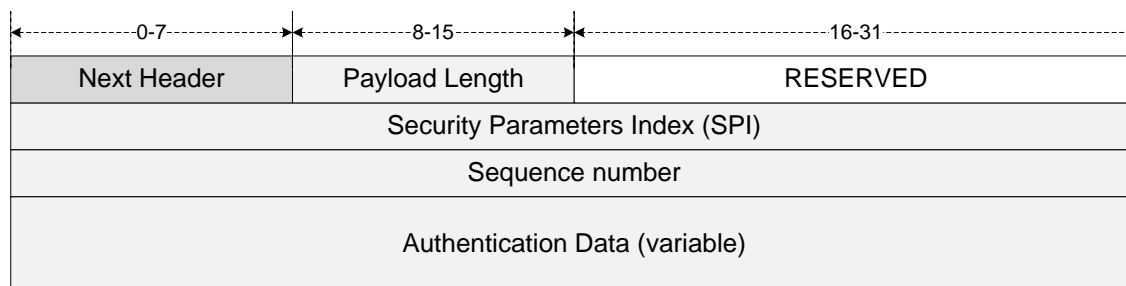 0-7 8-15 16-31
Next Header Payload Length RESERVED
Security Parameters Index (SPI)
Sequence number
Authentication Data (variable)